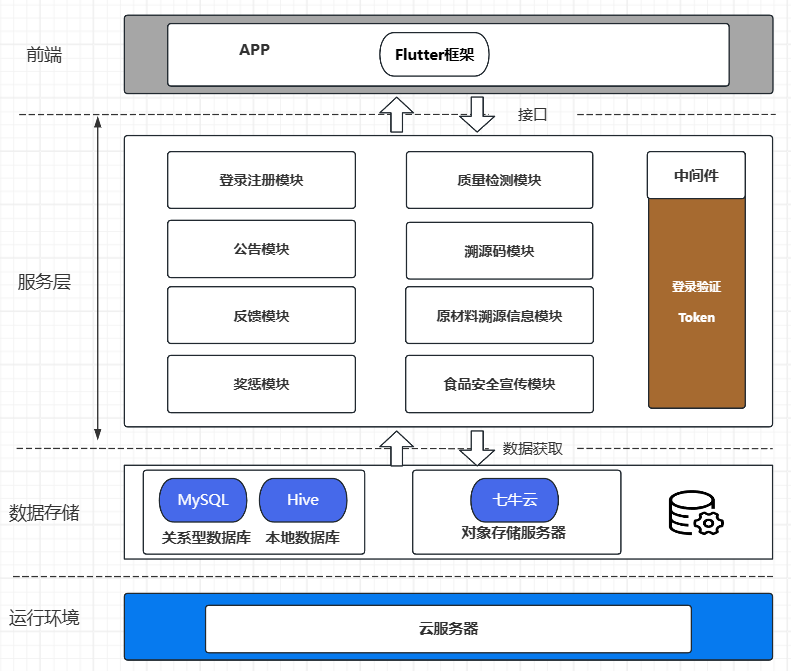 前端
APP
Flutter框架
接口
服务层
登录注册模块
质量检测模块
中间件
公告模块
溯源码模块
登录验证
Token
反馈模块
原材料溯源信息模块
奖惩模块
食品安全宣传模块
数据获取
数据存储
MySQL
Hive
七牛云
关系型数据库
本地数据库
对象存储服务器
运行环境
云服务器